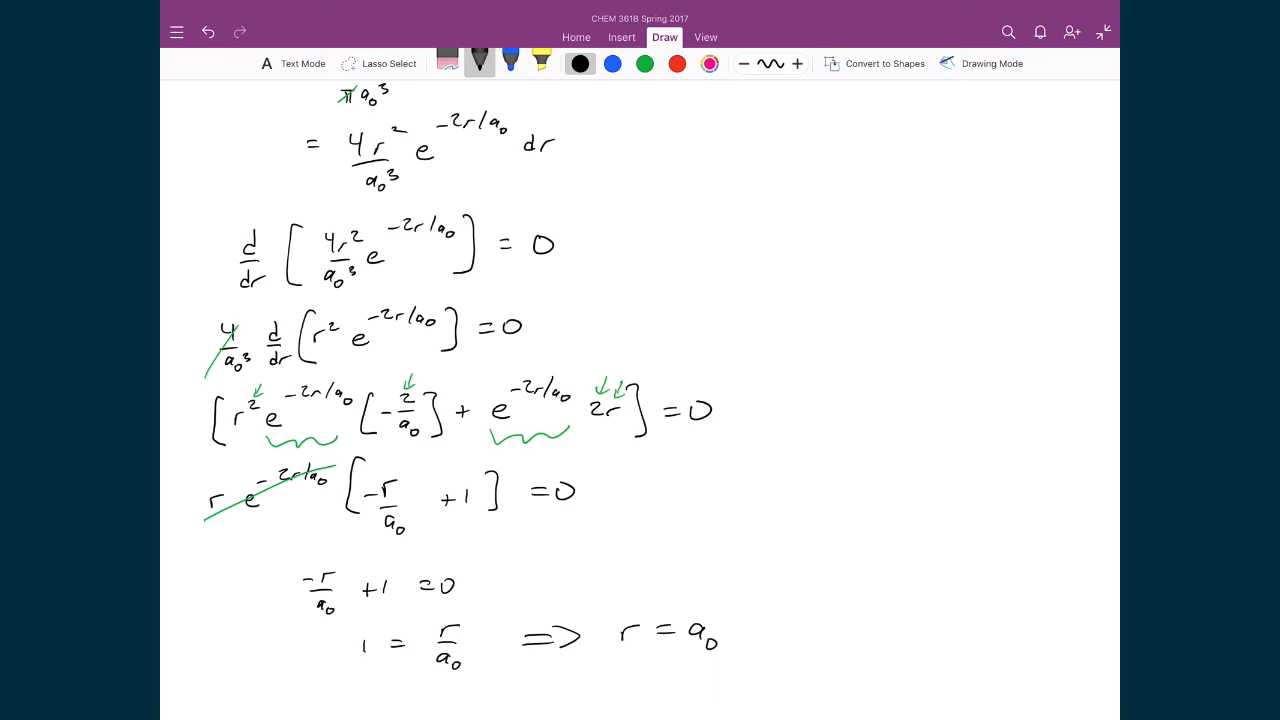 CHEM 361B Spring 2017
Home Insert Draw View
Text Mode Lasso Select Convert to Shapes Drawing Mode
π a₀³
= 4r²/a₀³ e^(-2r/a₀) dr
d/dr [ 4r²/a₀³ e^(-2r/a₀) ] = 0
4/a₀³ d/dr [ r² e^(-2r/a₀) ] = 0
[ r² e^(-2r/a₀) [ -2/a₀ ] + e^(-2r/a₀) 2r ] = 0
r e^(-2r/a₀) [ -r/a₀ + 1 ] = 0
-r/a₀ + 1 = 0
1 = r/a₀ ⇒ r = a₀